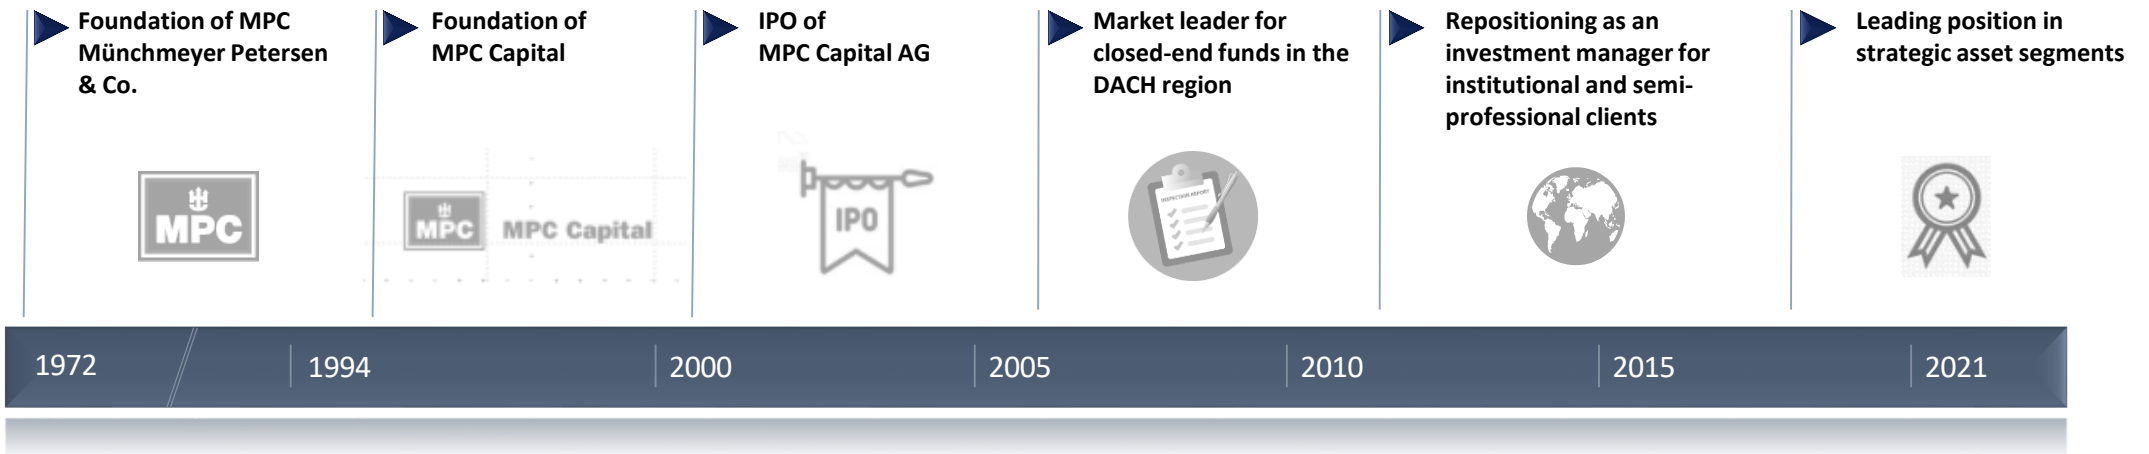 Foundation of MPC
Münchmeyer Petersen
& Co.
Foundation of
MPC Capital
IPO of
MPC Capital AG
Market leader for
closed-end funds in the
DACH region
Repositioning as an
investment manager for
institutional and semi-
professional clients
Leading position in
strategic asset segments
MPC
MPC
MPC Capital
IPO
INSPECTION REPORT
1972
1994
2000
2005
2010
2015
2021